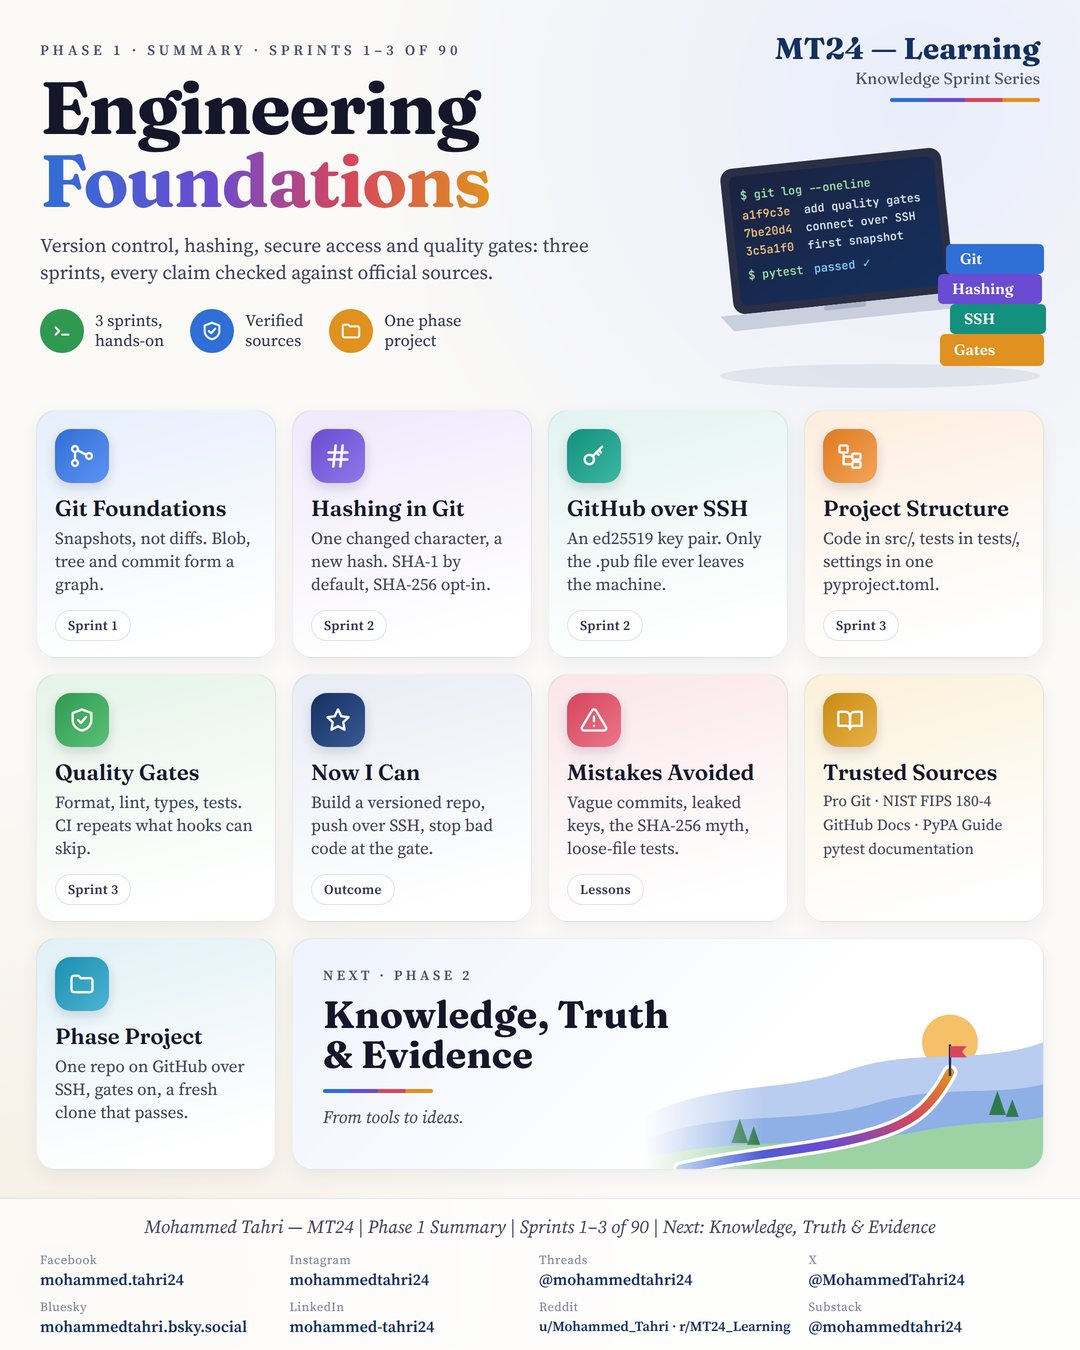 PHASE 1 · SUMMARY · SPRINTS 1–3 OF 90
MT24 — Learning
Knowledge Sprint Series
Engineering
Foundations
Version control, hashing, secure access and quality gates: three
sprints, every claim checked against official sources.
3 sprints,
hands-on
Verified
sources
One phase
project
$ git log --oneline
a1f9c3e add quality gates
7be20d4 connect over SSH
3c5a1f0 first snapshot
$ pytest passed ✓
Git
Hashing
SSH
Gates
Git Foundations
Snapshots, not diffs. Blob,
tree and commit form a
graph.
Sprint 1
Hashing in Git
One changed character, a
new hash. SHA-1 by
default, SHA-256 opt-in.
Sprint 2
GitHub over SSH
An ed25519 key pair. Only
the .pub file ever leaves
the machine.
Sprint 2
Project Structure
Code in src/, tests in tests/,
settings in one
pyproject.toml.
Sprint 3
Quality Gates
Format, lint, types, tests.
CI repeats what hooks can
skip.
Sprint 3
Now I Can
Build a versioned repo,
push over SSH, stop bad
code at the gate.
Outcome
Mistakes Avoided
Vague commits, leaked
keys, the SHA-256 myth,
loose-file tests.
Lessons
Trusted Sources
Pro Git · NIST FIPS 180-4
GitHub Docs · PyPA Guide
pytest documentation
Phase Project
One repo on GitHub over
SSH, gates on, a fresh
clone that passes.
NEXT · PHASE 2
Knowledge, Truth
& Evidence
From tools to ideas.
Mohammed Tahri — MT24 | Phase 1 Summary | Sprints 1–3 of 90 | Next: Knowledge, Truth & Evidence
Facebook
mohammed.tahri24
Instagram
mohammedtahri24
Threads
@mohammedtahri24
X
@MohammedTahri24
Bluesky
mohammedtahri.bsky.social
LinkedIn
mohammed-tahri24
Reddit
u/Mohammed_Tahri · r/MT24_Learning
Substack
@mohammedtahri24